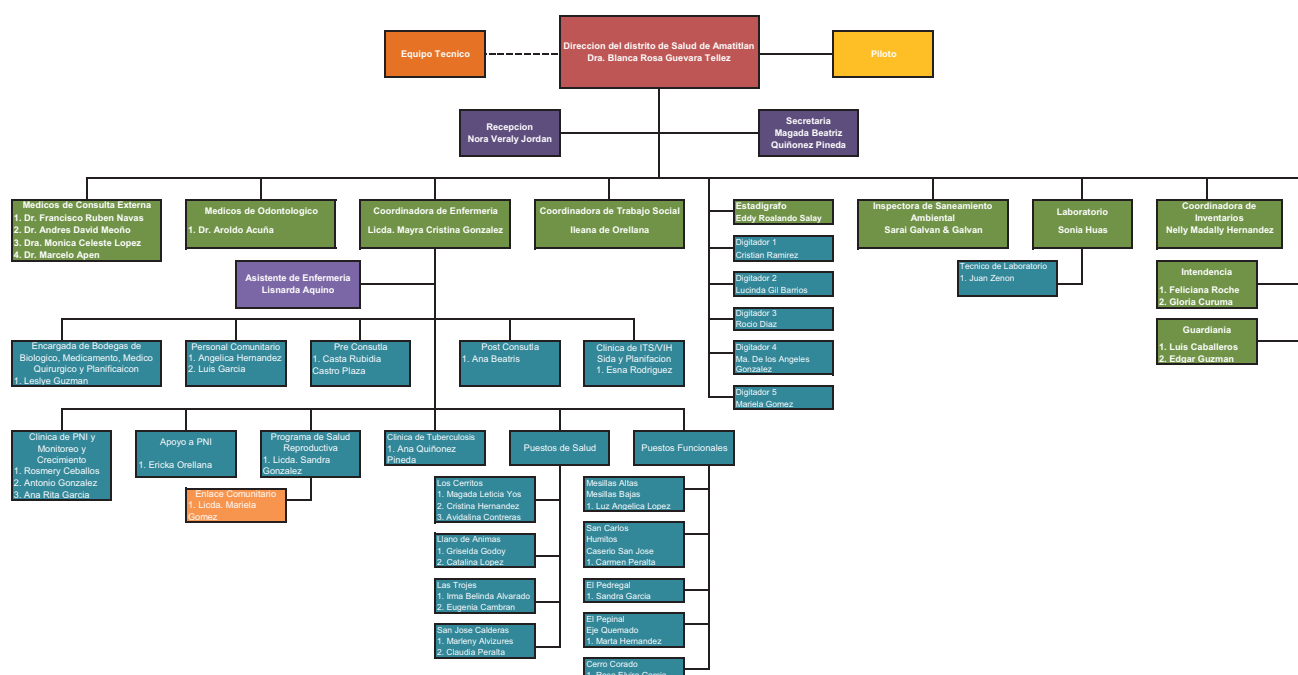 Equipo Tecnico
Direccion del distrito de Salud de Amatitlan
Dra. Blanca Rosa Guevara Tellez
Piloto
Recepcion
Nora Veraly Jordan
Secretaria
Magada Beatriz
Quiñonez Pineda
Medicos de Consulta Externa
1. Dr. Francisco Ruben Navas
2. Dr. Andres David Meoño
3. Dra. Monica Celeste Lopez
4. Dr. Marcelo Apen
Medicos de Odontologico
1. Dr. Aroldo Acuña
Coordinadora de Enfermeria
Licda. Mayra Cristina Gonzalez
Coordinadora de Trabajo Social
Ileana de Orellana
Estadigrafo
Eddy Roalando Salay
Inspectora de Saneamiento
Ambiental
Sarai Galvan & Galvan
Laboratorio
Sonia Huas
Coordinadora de
Inventarios
Nelly Madally Hernandez
Digitador 1
Cristian Ramirez
Digitador 2
Lucinda Gil Barrios
Digitador 3
Rocio Diaz
Digitador 4
Ma. De los Angeles
Gonzalez
Digitador 5
Mariela Gomez
Tecnico de Laboratorio
1. Juan Zenon
Intendencia
1. Feliciana Roche
2. Gloria Curuma
Guardiania
1. Luis Caballeros
2. Edgar Guzman
Asistente de Enfermeria
Lisnarda Aquino
Encargada de Bodegas de
Biologico, Medicamento, Medico
Quirurgico y Planificaicon
1. Leslye Guzman
Personal Comunitario
1. Angelica Hernandez
2. Luis Garcia
Pre Consutla
1. Casta Rubidia
Castro Plaza
Post Consutla
1. Ana Beatris
Clinica de ITS/VIH
Sida y Planifacion
1. Esna Rodriguez
Clinica de PNI y
Monitoreo y
Crecimiento
1. Rosmery Ceballos
2. Antonio Gonzalez
3. Ana Rita Garcia
Apoyo a PNI
1. Ericka Orellana
Programa de Salud
Reproductiva
1. Licda. Sandra
Gonzalez
Enlace Comunitario
1. Licda. Mariela
Gomez
Clinica de Tuberculosis
1. Ana Quiñonez
Pineda
Puestos de Salud
Puestos Funcionales
Los Cerritos
1. Magada Leticia Yos
2. Cristina Hernandez
3. Avidalina Contreras
Llano de Animas
1. Griselda Godoy
2. Catalina Lopez
Las Trojes
1. Irma Belinda Alvarado
2. Eugenia Cambran
San Jose Calderas
1. Marleny Alvizures
2. Claudia Peralta
Mesillas Altas
Mesillas Bajas
1. Luz Angelica Lopez
San Carlos
Humitos
Caserio San Jose
1. Carmen Peralta
El Pedregal
1. Sandra Garcia
El Pepinal
Eje Quemado
1. Marta Hernandez
Cerro Corado
1. Rosa Elvira